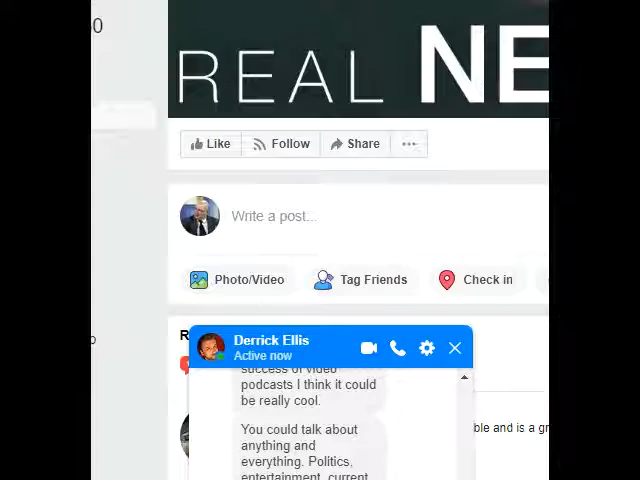 REAL NE
Like Follow Share
Write a post...
Photo/Video Tag Friends Check in
Derrick Ellis
Active now
success of video
podcasts I think it could
be really cool.
ble and is a gr
You could talk about
anything and
everything. Politics,
entertainment, current